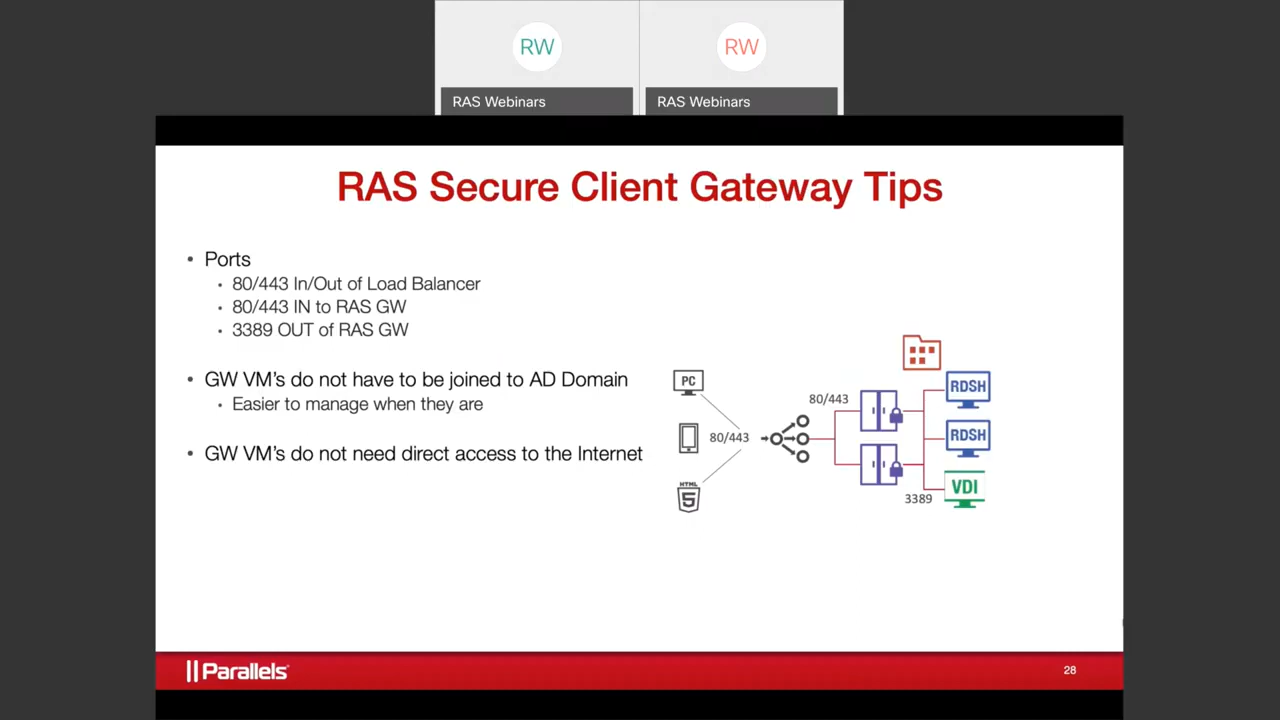 RW
RW
RAS Webinars
RAS Webinars
RAS Secure Client Gateway Tips
• Ports
• 80/443 In/Out of Load Balancer
• 80/443 IN to RAS GW
• 3389 OUT of RAS GW
• GW VM's do not have to be joined to AD Domain
• Easier to manage when they are
• GW VM's do not need direct access to the Internet
PC
80/443
HTML
5
80/443
RDSH
RDSH
VDI
3389
Parallels
28